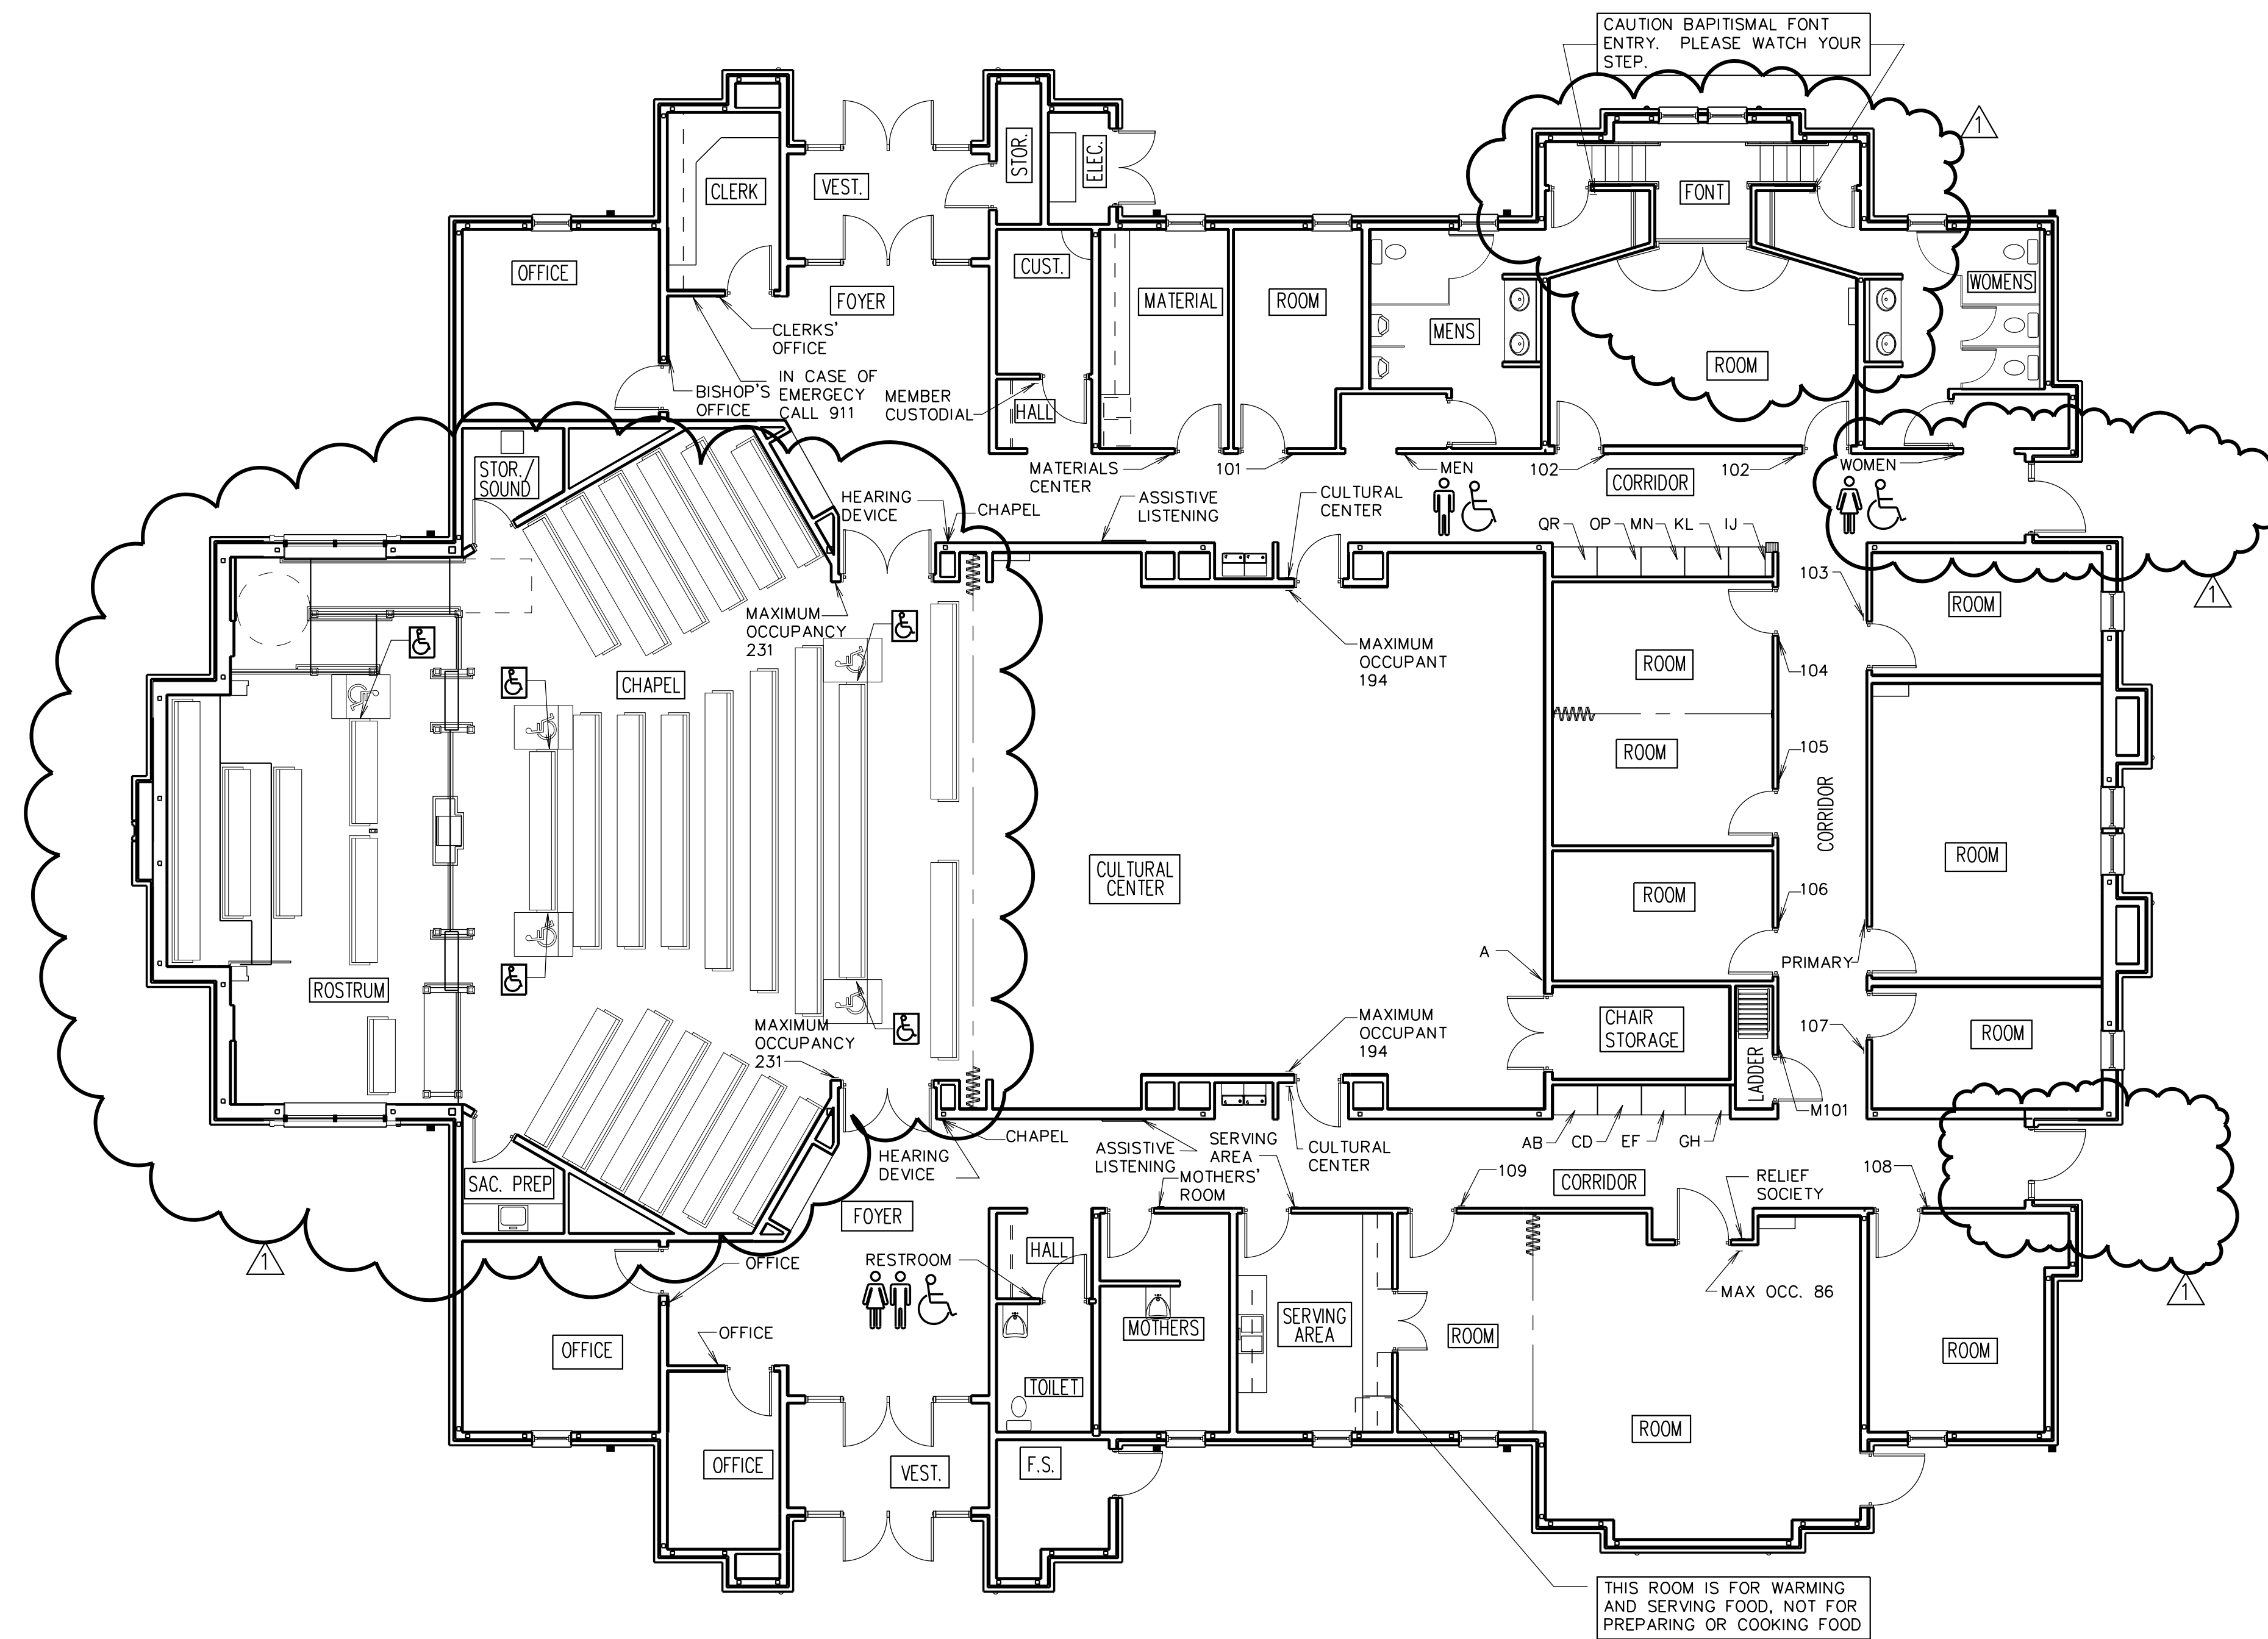 CAUTION BAPITISMAL FONT
ENTRY. PLEASE WATCH YOUR
STEP.
1
STOR.
ELEC.
CLERK
VEST.
FONT
OFFICE
CUST.
WOMENS
FOYER
MATERIAL
ROOM
MENS
CLERKS'
OFFICE
ROOM
BISHOP'S
OFFICE
IN CASE OF
EMERGECY
CALL 911
MEMBER
CUSTODIAL
HALL
STOR./
SOUND
MATERIALS
CENTER
101
MEN
102
102
WOMEN
HEARING
DEVICE
CHAPEL
ASSISTIVE
LISTENING
CULTURAL
CENTER
CORRIDOR
QR
OP
MN
KL
IJ
103
1
ROOM
MAXIMUM
OCCUPANCY
231
MAXIMUM
OCCUPANT
194
ROOM
104
CHAPEL
ROOM
105
CORRIDOR
CULTURAL
CENTER
ROOM
ROOM
106
A
PRIMARY
ROSTRUM
MAXIMUM
OCCUPANCY
231
MAXIMUM
OCCUPANT
194
CHAIR
STORAGE
LADDER
107
ROOM
M101
CHAPEL
HEARING
DEVICE
ASSISTIVE
LISTENING
SERVING
AREA
CULTURAL
CENTER
AB
CD
EF
GH
SAC. PREP
MOTHERS'
ROOM
109
CORRIDOR
RELIEF
SOCIETY
108
FOYER
1
OFFICE
RESTROOM
HALL
MAX OCC. 86
1
OFFICE
OFFICE
MOTHERS
SERVING
AREA
ROOM
ROOM
TOILET
ROOM
OFFICE
VEST.
F.S.
THIS ROOM IS FOR WARMING
AND SERVING FOOD, NOT FOR
PREPARING OR COOKING FOOD